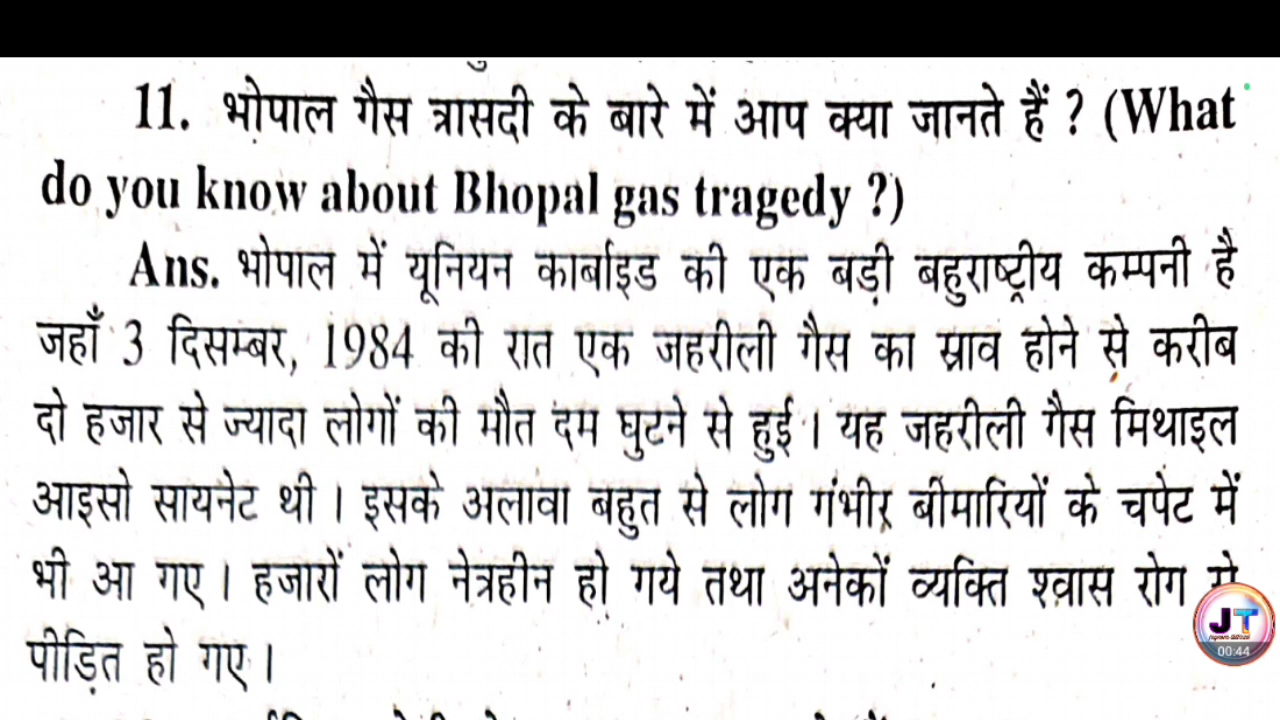 11. भोपाल गैस त्रासदी के बारे में आप क्या जानते हैं ? (What
do you know about Bhopal gas tragedy ?)
Ans. भोपाल में यूनियन कार्बाइड की एक बड़ी बहुराष्ट्रीय कम्पनी है
जहाँ 3 दिसम्बर, 1984 की रात एक जहरीली गैस का स्राव होने से करीब
दो हजार से ज्यादा लोगों की मौत दम घुटने से हुई। यह जहरीली गैस मिथाइल
आइसो सायनेट थी। इसके अलावा बहुत से लोग गंभीर बीमारियों के चपेट में
भी आ गए। हजारों लोग नेत्रहीन हो गये तथा अनेकों व्यक्ति श्वास रोग से
पीड़ित हो गए।
JT
00:44